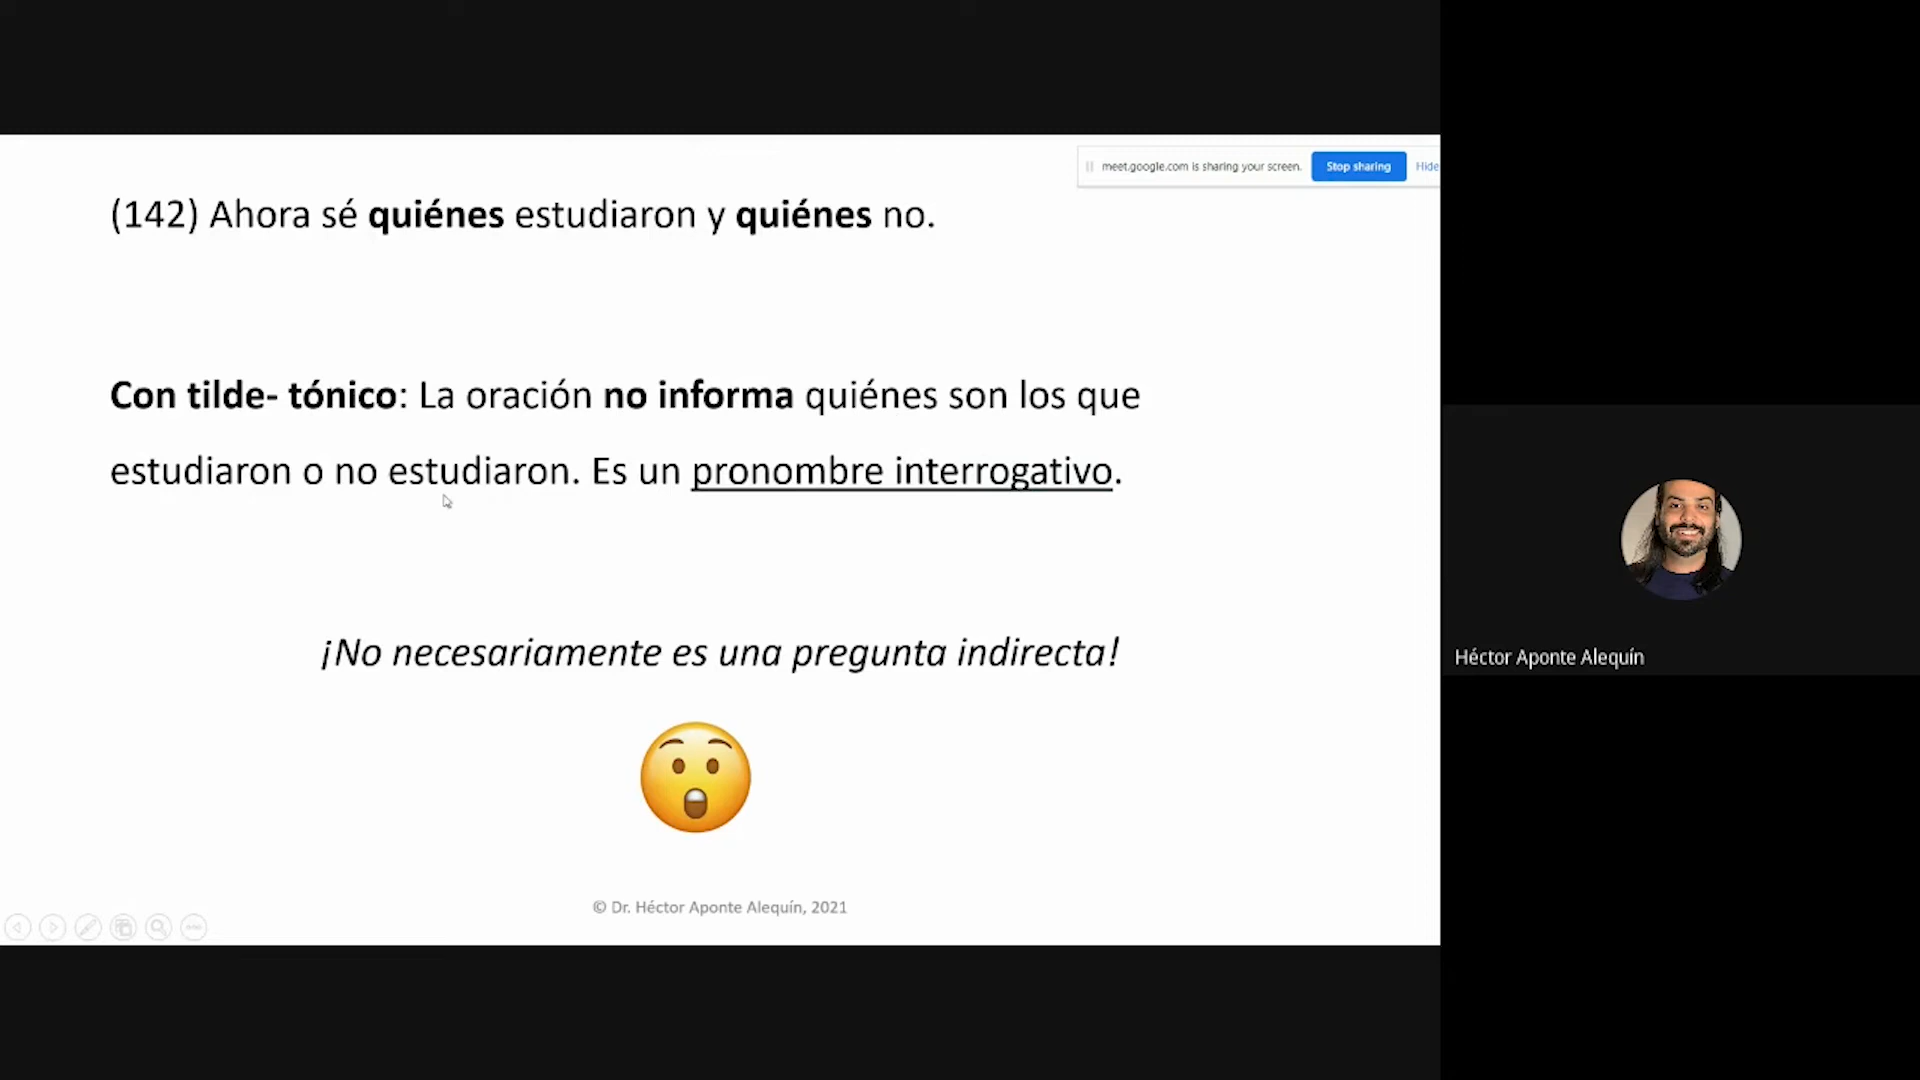 meet.google.com is sharing your screen. Stop sharing Hide
(142) Ahora sé quiénes estudiaron y quiénes no.
Con tilde- tónico: La oración no informa quiénes son los que
estudiaron o no estudiaron. Es un pronombre interrogativo.
¡No necesariamente es una pregunta indirecta!
© Dr. Héctor Aponte Alequín, 2021
Héctor Aponte Alequín